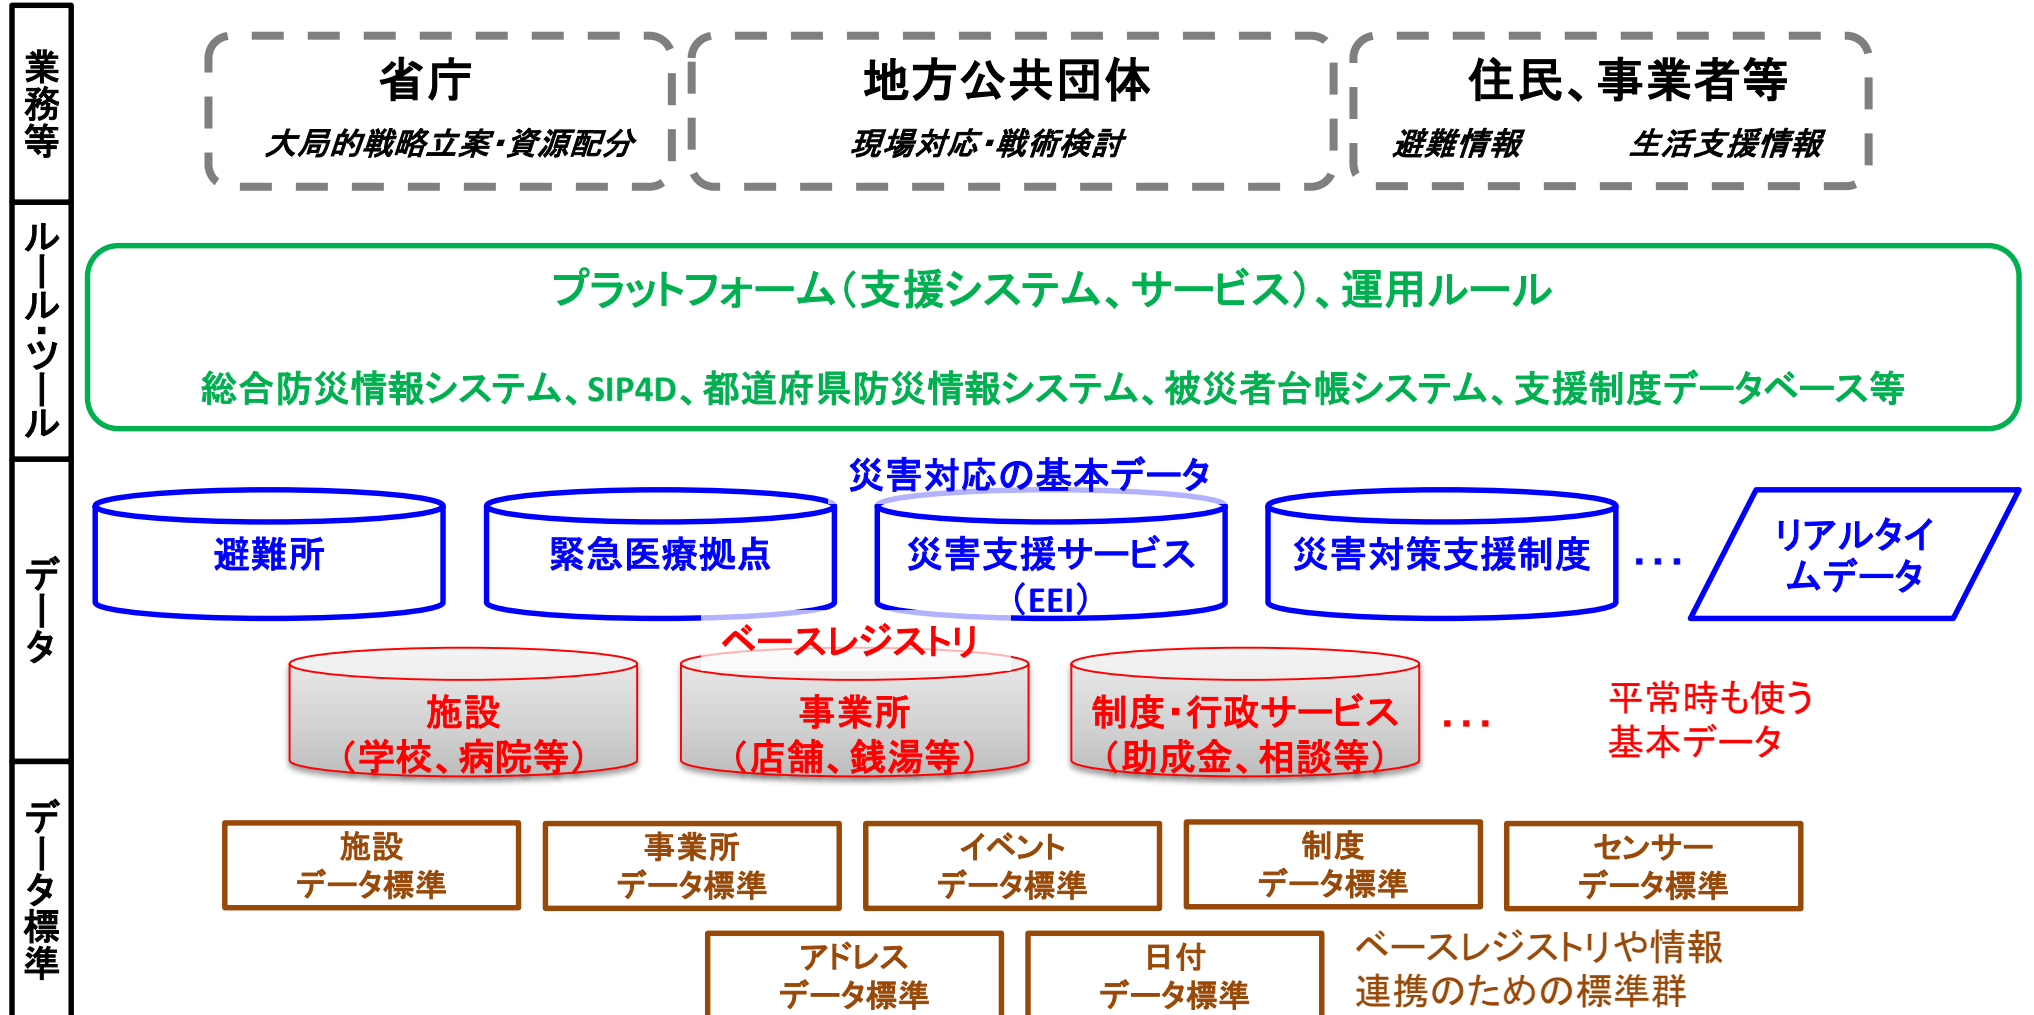 業務等
省庁
大局的戦略立案・資源配分
地方公共団体
現場対応・戦術検討
住民、事業者等
避難情報 生活支援情報
ルール・ツール
プラットフォーム（支援システム、サービス）、運用ルール
総合防災情報システム、SIP4D、都道府県防災情報システム、被災者台帳システム、支援制度データベース等
データ
災害対応の基本データ
避難所
緊急医療拠点
災害支援サービス
（EEI）
災害対策支援制度
・・・
リアルタイ
ムデータ
ベースレジストリ
施設
（学校、病院等）
事業所
（店舗、銭湯等）
制度・行政サービス
（助成金、相談等）
・・・
平常時も使う
基本データ
データ標準
施設
データ標準
事業所
データ標準
イベント
データ標準
制度
データ標準
センサー
データ標準
アドレス
データ標準
日付
データ標準
ベースレジストリや情報
連携のための標準群